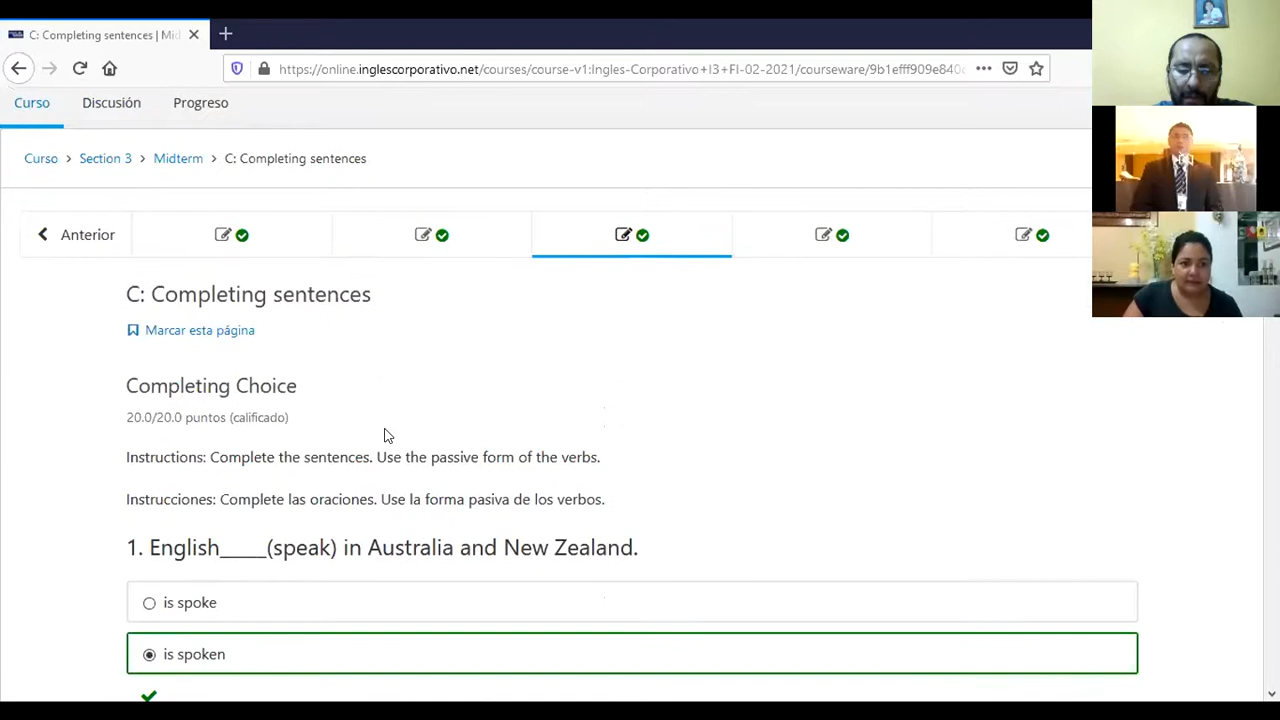 C: Completing sentences | Mid
https://online.inglescorporativo.net/courses/course-v1:Ingles-Corporativo+I3+FI-02-2021/courseware/9b1efff909e840
Curso Discusión Progreso
Curso > Section 3 > Midterm > C: Completing sentences
Anterior
C: Completing sentences
Marcar esta página
Completing Choice
20.0/20.0 puntos (calificado)
Instructions: Complete the sentences. Use the passive form of the verbs.
Instrucciones: Complete las oraciones. Use la forma pasiva de los verbos.
1. English_____(speak) in Australia and New Zealand.
is spoke
is spoken